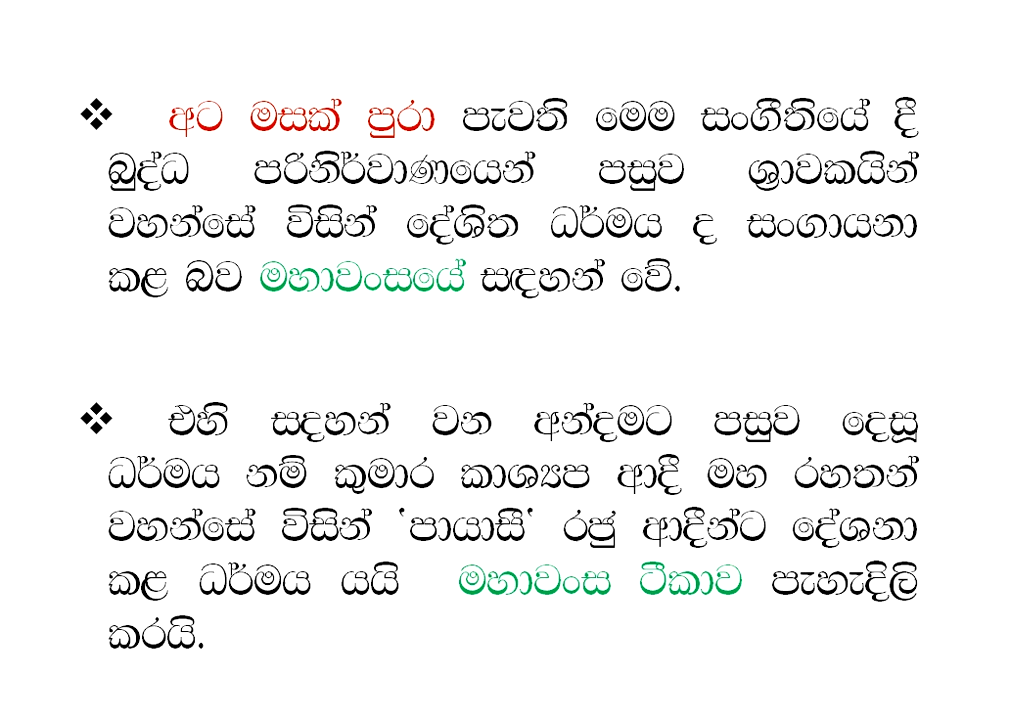 ❖ අට මසක් පුරා පැවති මෙම සංගීතියේ දී
බුද්ධ පරිනිර්වාණයෙන් පසුව ශ්‍රාවකයින්
වහන්සේ විසින් දේශිත ධර්මය ද සංගායනා
කළ බව මහාවංසයේ සඳහන් වේ.
❖ එහි සදහන් වන අන්දමට පසුව දෙසූ
ධර්මය නම් කුමාර කාශ්‍යප ආදී මහ රහතන්
වහන්සේ විසින් 'පායාසී' රජු ආදීන්ට දේශනා
කළ ධර්මය යයි මහාවංස ටීකාව පැහැදිලි
කරයි.